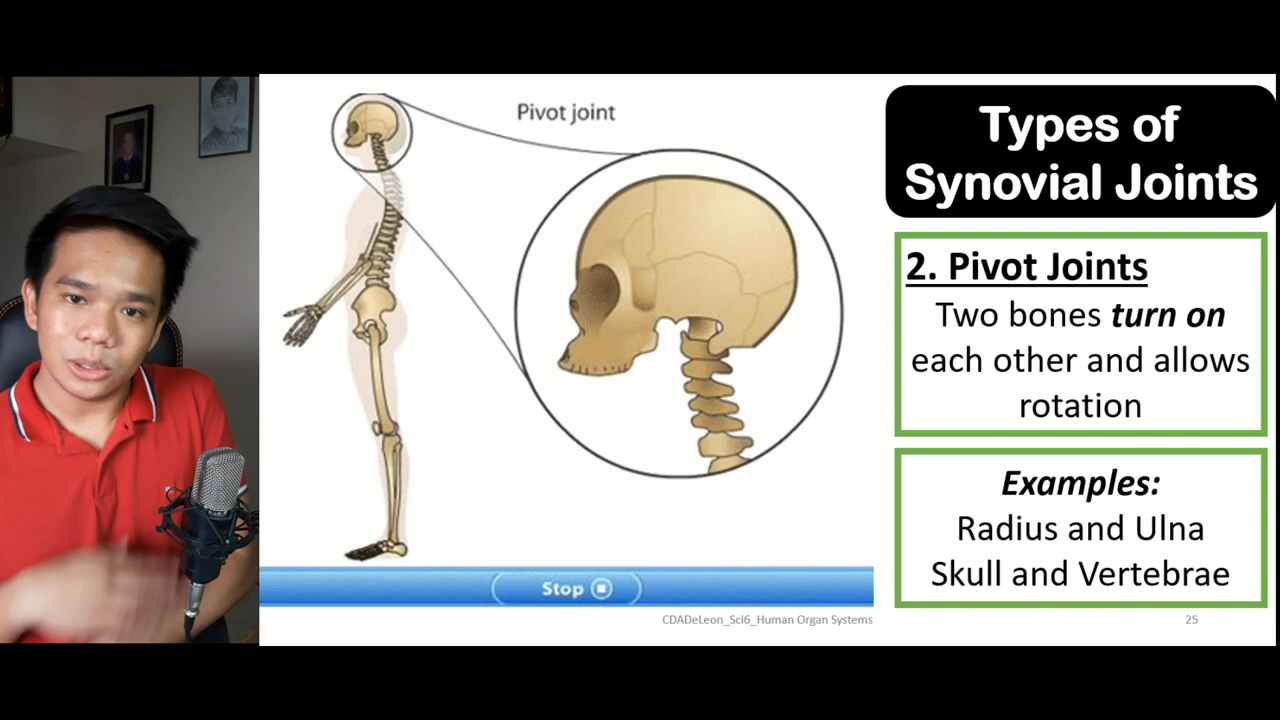 Pivot joint
Stop
Types of
Synovial Joints
2. Pivot Joints
Two bones turn on
each other and allows
rotation
Examples:
Radius and Ulna
Skull and Vertebrae
CDADeLeon_Sci6_Human Organ Systems
25